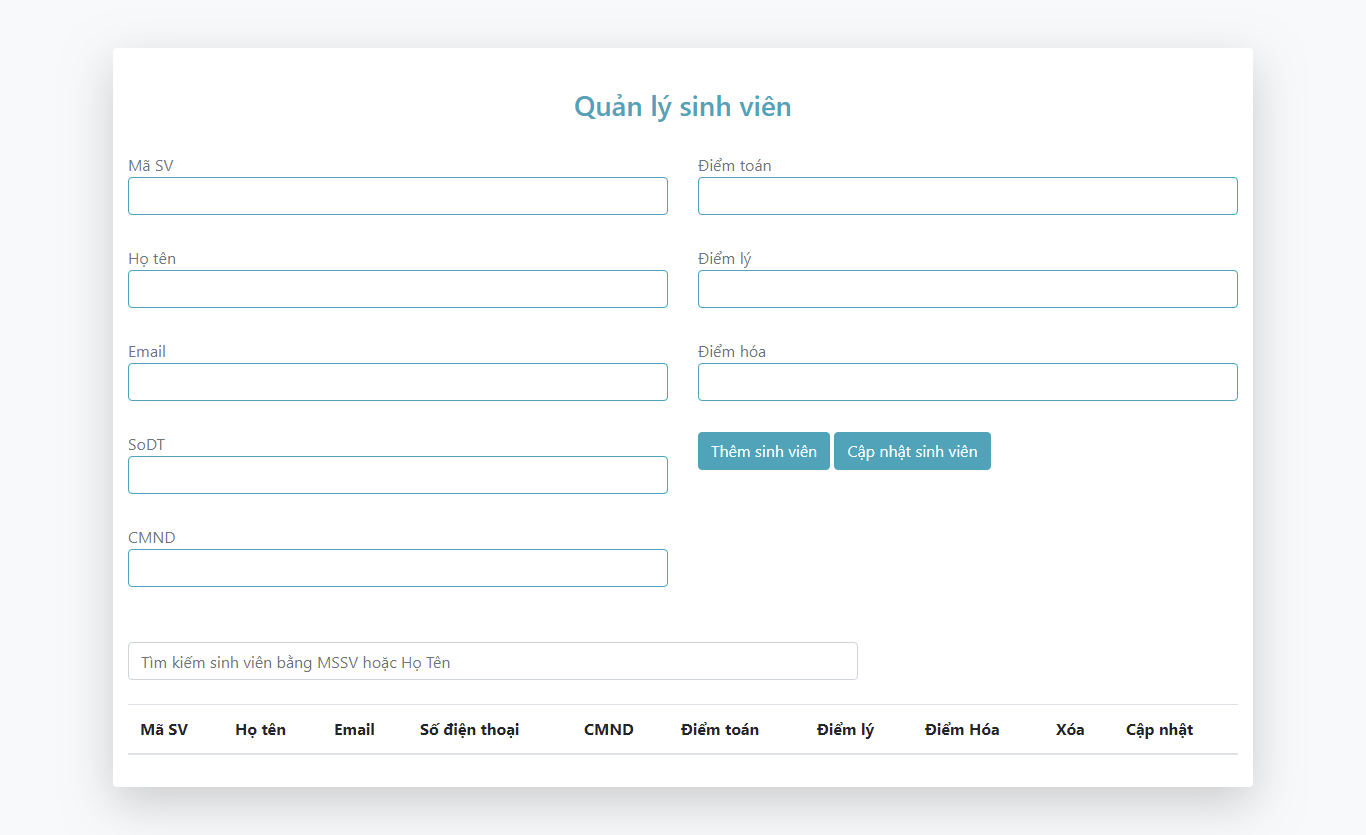 Quản lý sinh viên
Mã SV
Điểm toán
Họ tên
Điểm lý
Email
Điểm hóa
SoDT
Thêm sinh viên
Cập nhật sinh viên
CMND
Tìm kiếm sinh viên bằng MSSV hoặc Họ Tên
Mã SV Họ tên Email Số điện thoại CMND Điểm toán Điểm lý Điểm Hóa Xóa Cập nhật